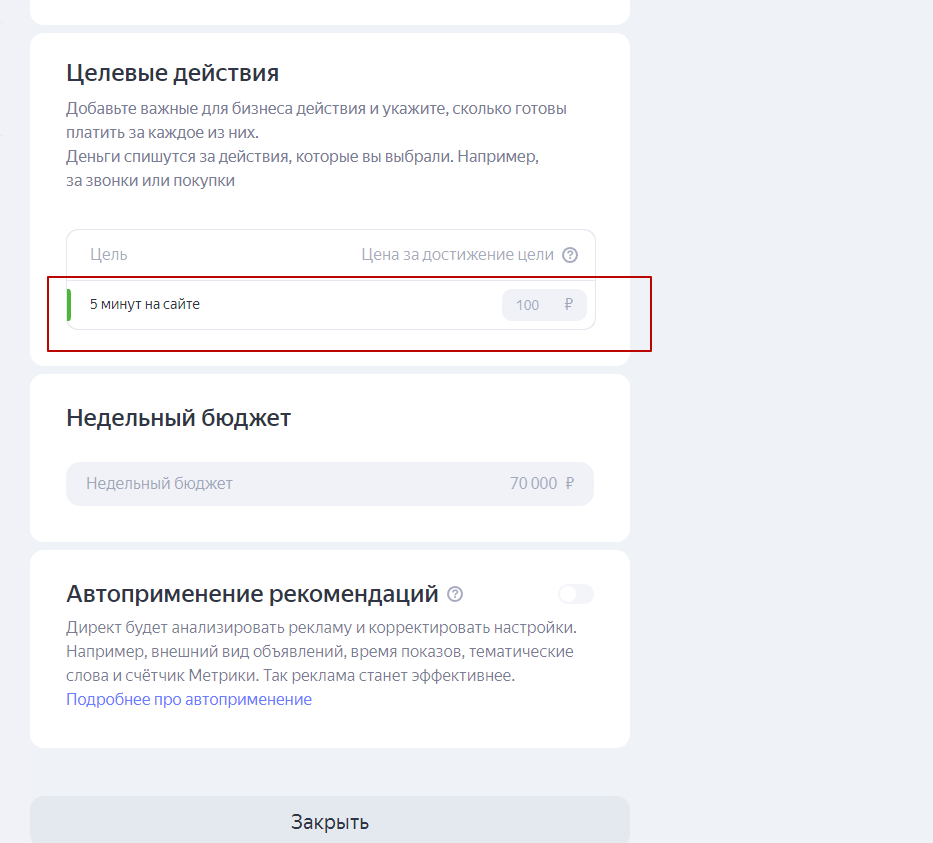 Целевые действия
Добавьте важные для бизнеса действия и укажите, сколько готовы
платить за каждое из них.
Деньги спишутся за действия, которые вы выбрали. Например,
за звонки или покупки
Цель Цена за достижение цели ?
5 минут на сайте 100 ₽
Недельный бюджет
Недельный бюджет 70 000 ₽
Автоприменение рекомендаций ?
Директ будет анализировать рекламу и корректировать настройки.
Например, внешний вид объявлений, время показов, тематические
слова и счётчик Метрики. Так реклама станет эффективнее.
Подробнее про автоприменение
Закрыть